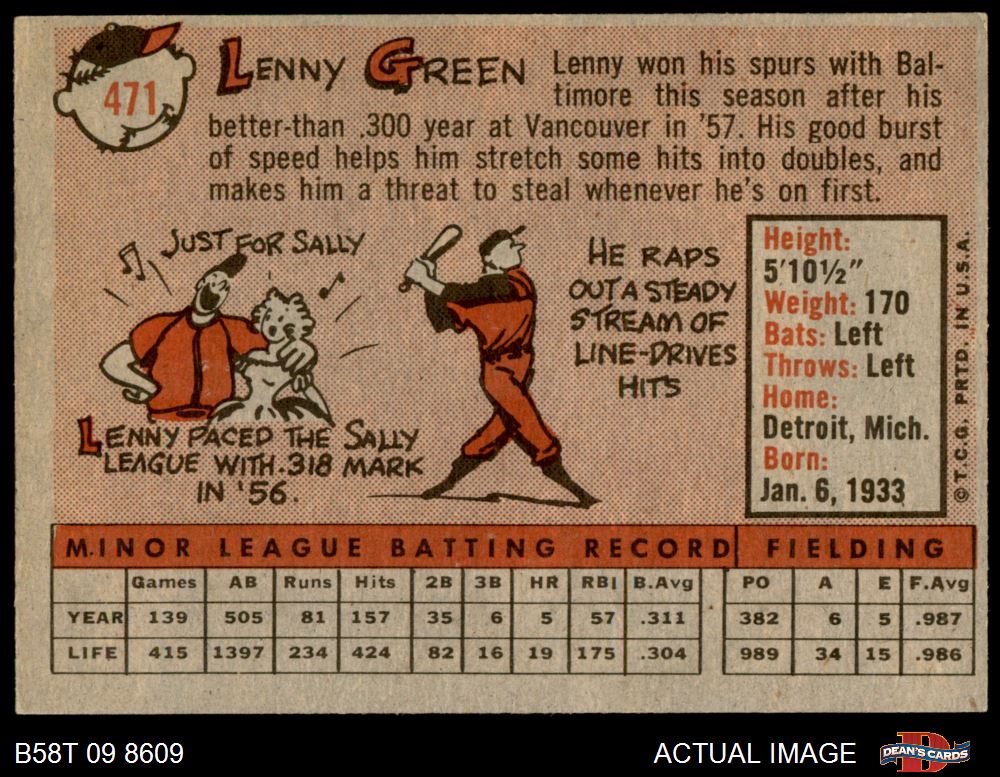 471
LENNY GREEN
Lenny won his spurs with Bal-
timore this season after his
better-than .300 year at Vancouver in '57. His good burst
of speed helps him stretch some hits into doubles, and
makes him a threat to steal whenever he's on first.
JUST FOR SALLY
LENNY PACED THE SALLY
LEAGUE WITH .318 MARK
IN '56.
HE RAPS
OUT A STEADY
STREAM OF
LINE-DRIVES
HITS
Height:
5'10½"
Weight: 170
Bats: Left
Throws: Left
Home:
Detroit, Mich.
Born:
Jan. 6, 1933
© T.C.G. PRTD. IN U.S.A.
MINOR LEAGUE BATTING RECORD FIELDING
Games AB Runs Hits 2B 3B HR RBI B.Avg PO A E F.Avg
YEAR 139 505 81 157 35 6 5 57 .311 382 6 5 .987
LIFE 415 1397 234 424 82 16 19 175 .304 989 34 15 .986
B58T 09 8609 ACTUAL IMAGE DEAN'S CARDS